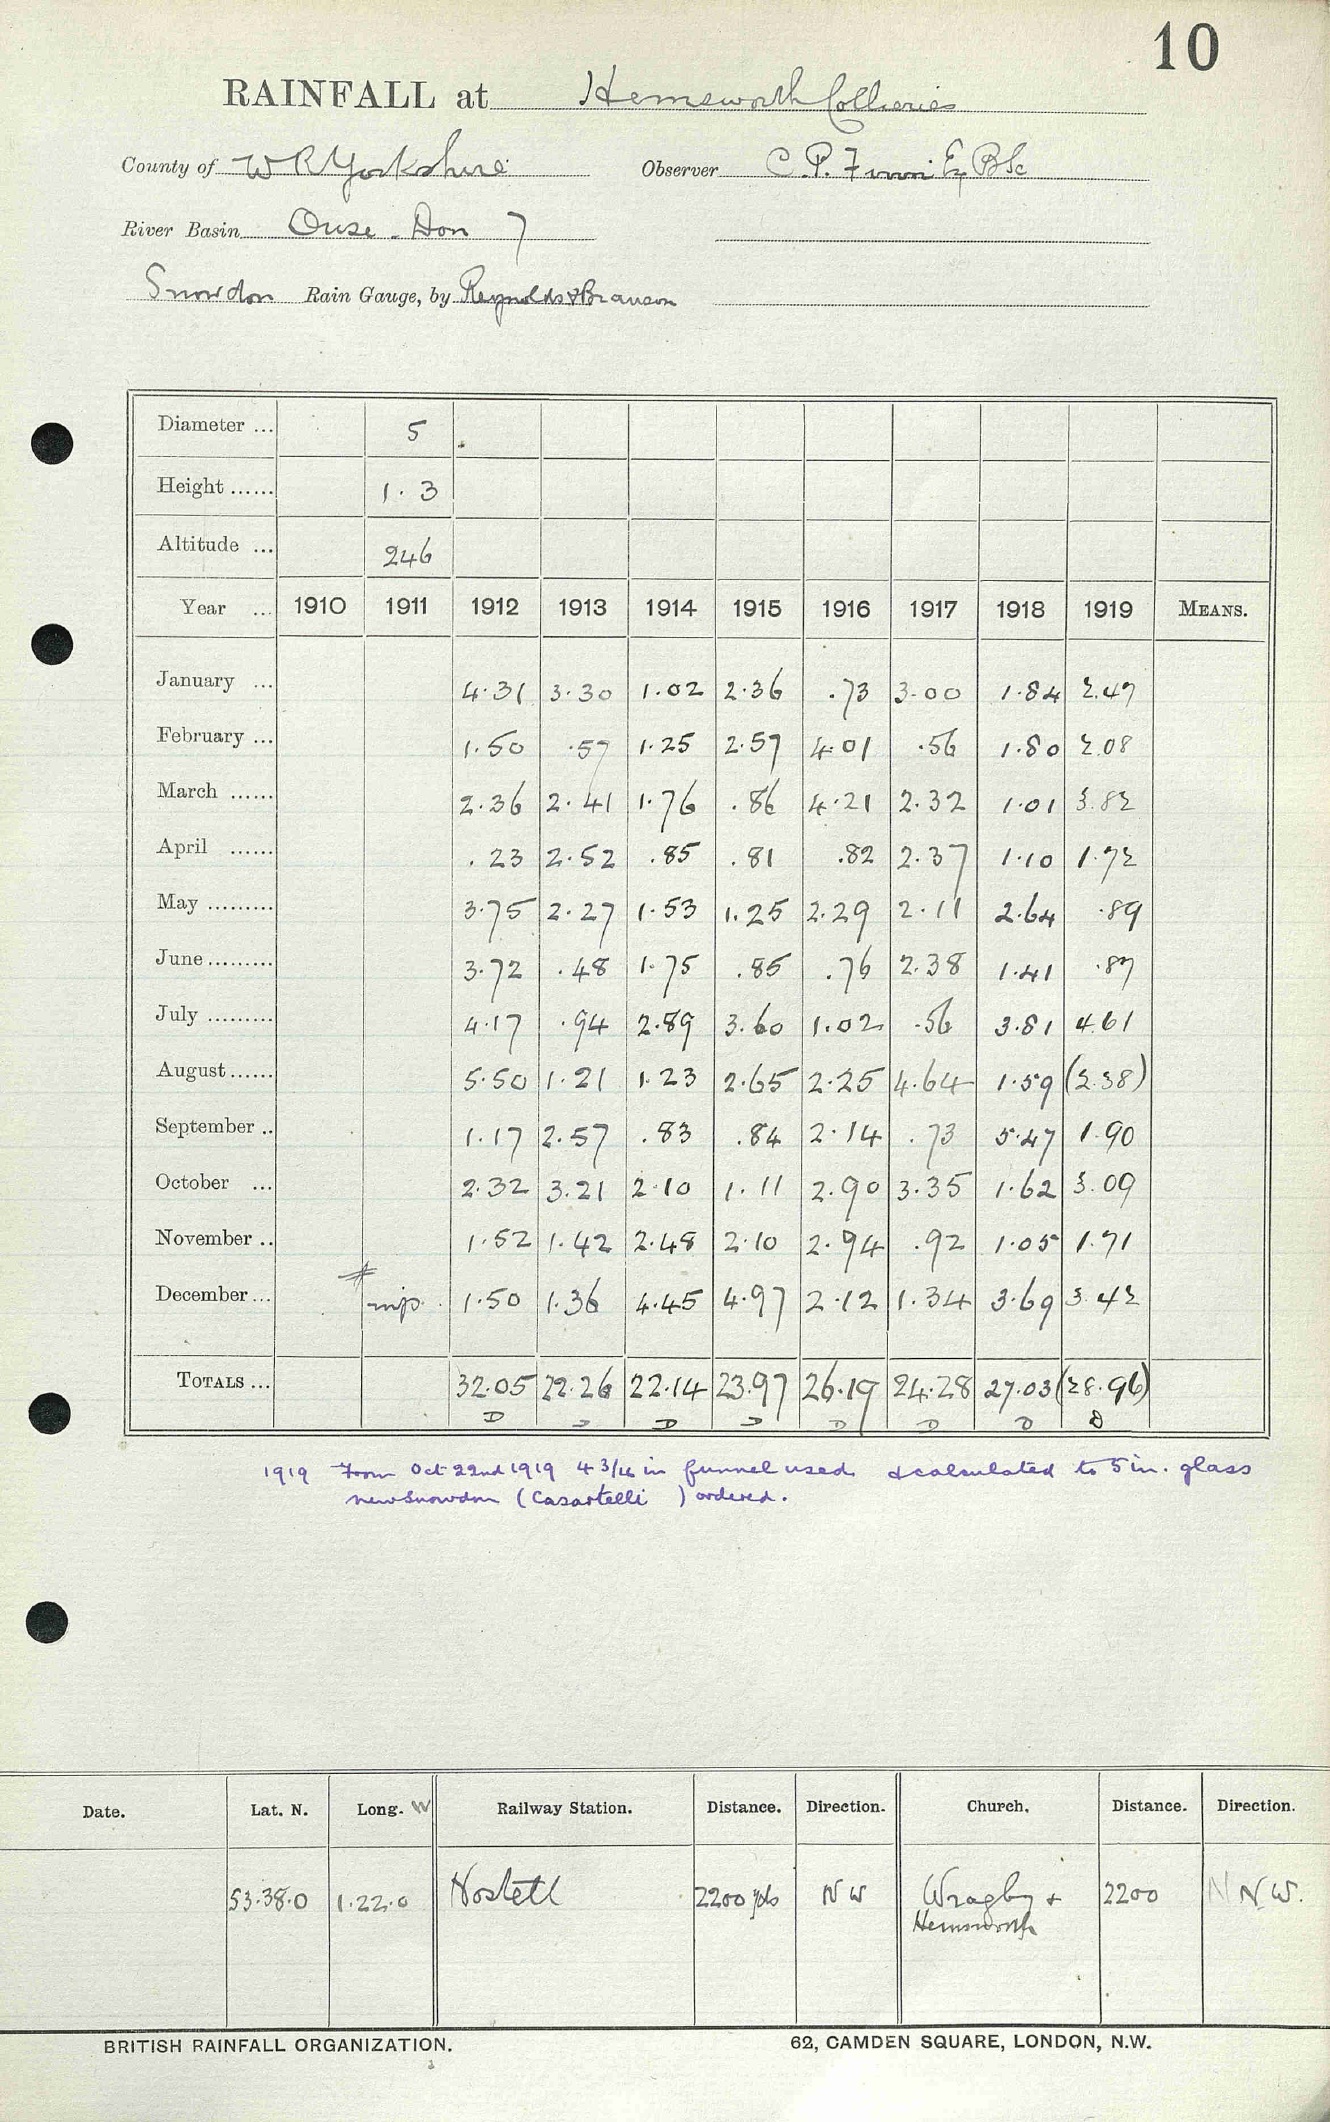 10
RAINFALL at Hemsworth Collieries
County of W R Yorkshire Observer C. P. Esq BSc
River Basin Ouse - Don 7
Snowdon Rain Gauge, by Reynolds & Branson
Diameter ... 5
Height ...... 1.3
Altitude ... 246
Year ... 1910 1911 1912 1913 1914 1915 1916 1917 1918 1919 MEANS.
January ... 4.31 3.30 1.02 2.36 .73 3.00 1.84 2.47
February ... 1.50 .57 1.25 2.57 4.01 .56 1.80 2.08
March ...... 2.36 2.41 1.76 .86 4.21 2.32 1.01 3.82
April ...... .23 2.52 .85 .81 .82 2.37 1.10 1.72
May ......... 3.75 2.27 1.53 1.25 2.29 2.11 2.64 .89
June ......... 3.72 .48 1.75 .85 .76 2.38 1.41 .87
July ......... 4.17 .94 2.89 3.60 1.02 .56 3.81 4.61
August ...... 5.50 1.21 1.23 2.65 2.25 4.64 1.59 (2.38)
September .. 1.17 2.57 .83 .84 2.14 .73 5.47 1.90
October ... 2.32 3.21 2.10 1.11 2.90 3.35 1.62 3.09
November .. 1.52 1.42 2.48 2.10 2.94 .92 1.05 1.71
December ... 1.50 1.36 4.45 4.97 2.12 1.34 3.69 3.42
TOTALS ... 32.05 22.26 22.14 23.97 26.19 24.28 27.03 (28.96)
D D D D D D D D
1919 From Oct 22nd 1919 4 3/16 in funnel used & calculated to 5 in. glass
new Snowdon (Casartelli ) ordered.
Date. Lat. N. Long. W Railway Station. Distance. Direction. Church. Distance. Direction.
53.38.0 1.22.0 Nostell 2200 yds NW Wragby & 2200 N N.W.
Hemsworth
BRITISH RAINFALL ORGANIZATION. 62, CAMDEN SQUARE, LONDON, N.W.